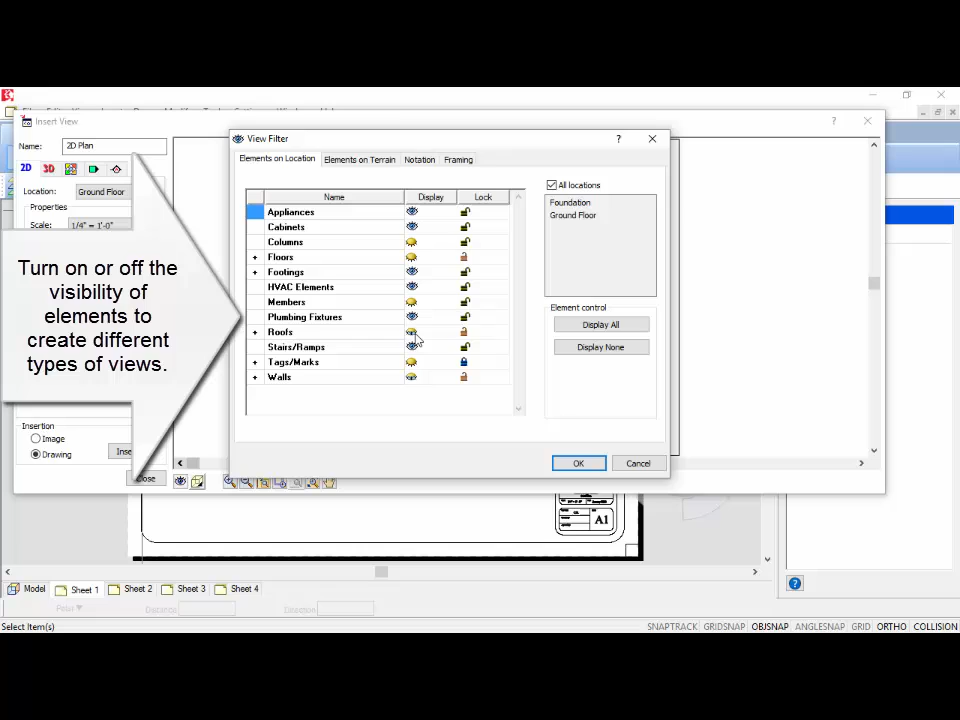 Insert View
?
Name:
2D Plan
2D
3D
Location:
Ground Floor
Properties
Scale:
1/4" = 1'-0"
Turn on or off the
visibility of
elements to
create different
types of views.
Insertion
Image
Drawing
View Filter
?
Elements on Location
Elements on Terrain
Notation
Framing
Name
Display
Lock
Appliances
Cabinets
Columns
Floors
Footings
HVAC Elements
Members
Plumbing Fixtures
Roofs
Stairs/Ramps
Tags/Marks
Walls
All locations
Foundation
Ground Floor
Element control
Display All
Display None
OK
Cancel
A1
Model
Sheet 1
Sheet 2
Sheet 3
Sheet 4
Distance
Direction
Select Item(s)
SNAPTRACK GRIDSNAP OBJSNAP ANGLESNAP GRID ORTHO COLLISION